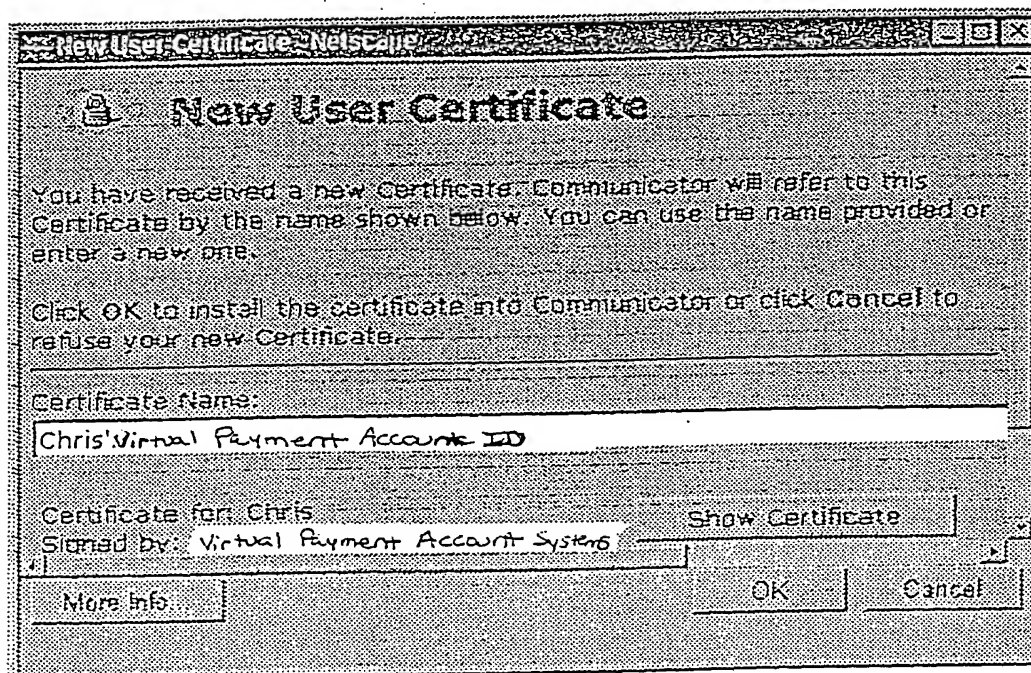 New User Certificate - Netscape
New User Certificate
You have received a new Certificate. Communicator will refer to this
Certificate by the name shown below. You can use the name provided or
enter a new one.
Click OK to install the certificate into Communicator or click Cancel to
refuse your new Certificate.
Certificate Name:
Chris' Virtual Payment Account ID
Certificate for: Chris
Show Certificate
Signed by: Virtual Payment Account System
More Info...
OK
Cancel